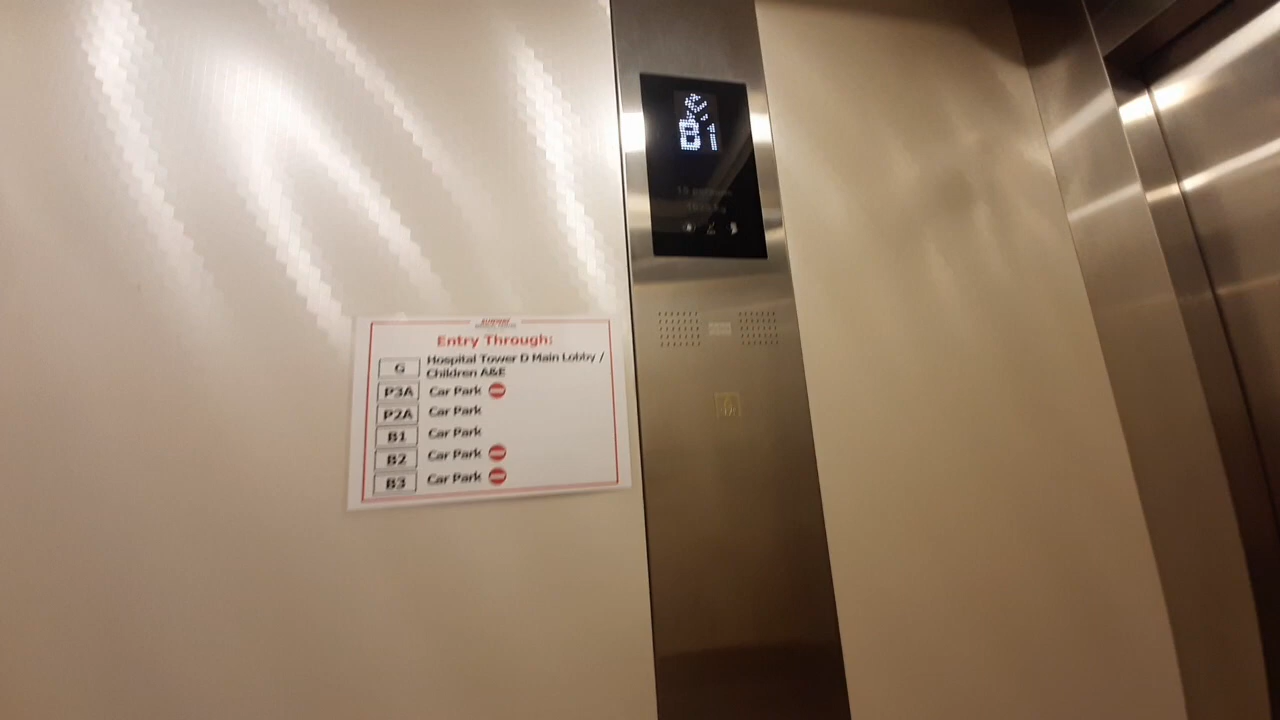 B1
SUNWAY
Entry Through:
G Hospital Tower D Main Lobby /
Children A&E
P3A Car Park
P2A Car Park
B1 Car Park
B2 Car Park
B3 Car Park